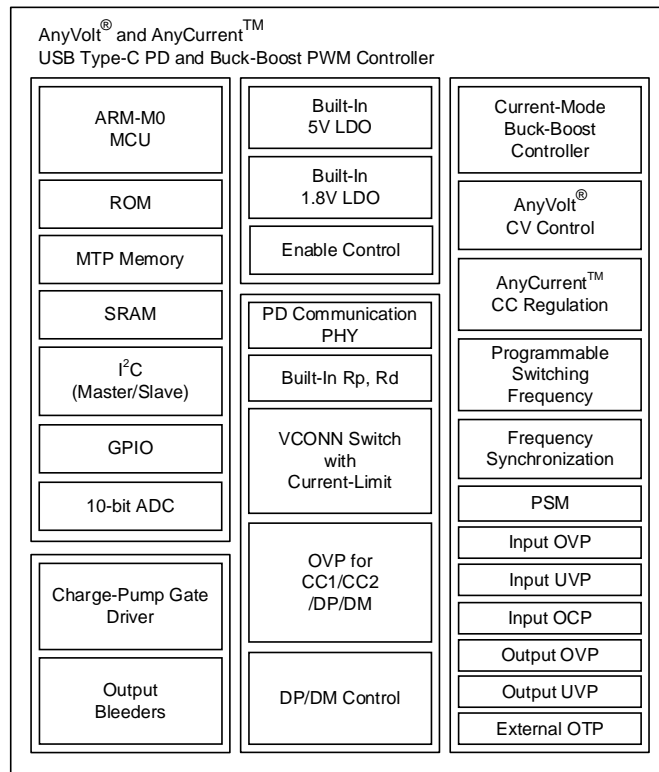 AnyVolt® and AnyCurrent™
USB Type-C PD and Buck-Boost PWM Controller
ARM-M0
MCU
ROM
MTP Memory
SRAM
I²C
(Master/Slave)
GPIO
10-bit ADC
Charge-Pump Gate
Driver
Output
Bleeders
Built-In
5V LDO
Built-In
1.8V LDO
Enable Control
PD Communication
PHY
Built-In Rp, Rd
VCONN Switch
with
Current-Limit
OVP for
CC1/CC2
/DP/DM
DP/DM Control
Current-Mode
Buck-Boost
Controller
AnyVolt®
CV Control
AnyCurrent™
CC Regulation
Programmable
Switching
Frequency
Frequency
Synchronization
PSM
Input OVP
Input UVP
Input OCP
Output OVP
Output UVP
External OTP